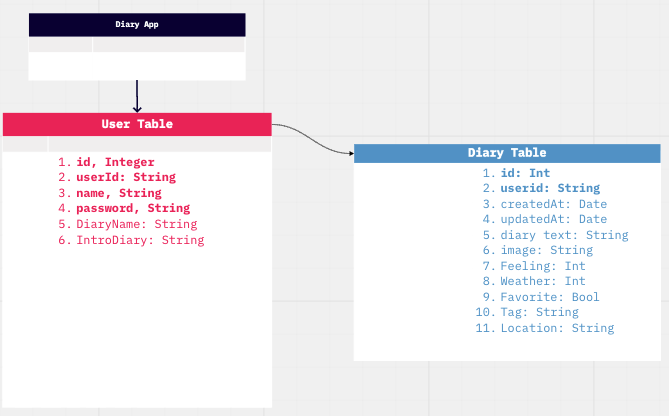 Diary App
User Table
1. id, Integer
2. userId: String
3. name, String
4. password, String
5. DiaryName: String
6. IntroDiary: String
Diary Table
1. id: Int
2. userid: String
3. createdAt: Date
4. updatedAt: Date
5. diary text: String
6. image: String
7. Feeling: Int
8. Weather: Int
9. Favorite: Bool
10. Tag: String
11. Location: String